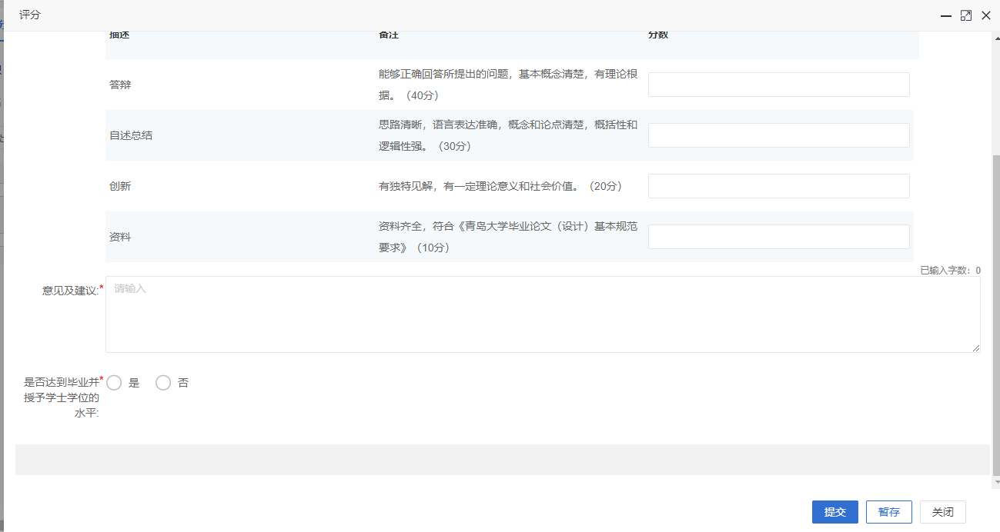 评分
描述 备注 分数
答辩
能够正确回答所提出的问题，基本概念清楚，有理论根
据。（40分）
自述总结
思路清晰，语言表达准确，概念和论点清楚，概括性和
逻辑性强。（30分）
创新
有独特见解，有一定理论意义和社会价值。（20分）
资料
资料齐全，符合《青岛大学毕业论文（设计）基本规范
要求》（10分）
已输入字数：0
意见及建议:*
请输入
是否达到毕业并*
授予学士学位的
水平:
是 否
提交 暂存 关闭